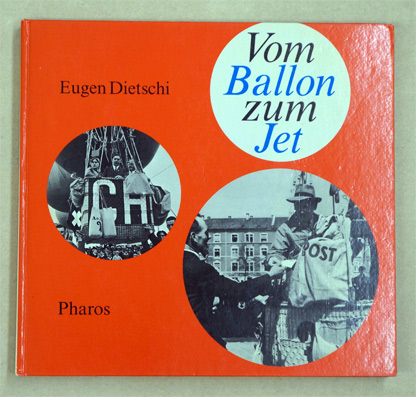 Eugen Dietschi
Vom
Ballon
zum
Jet
CH
POST
Pharos